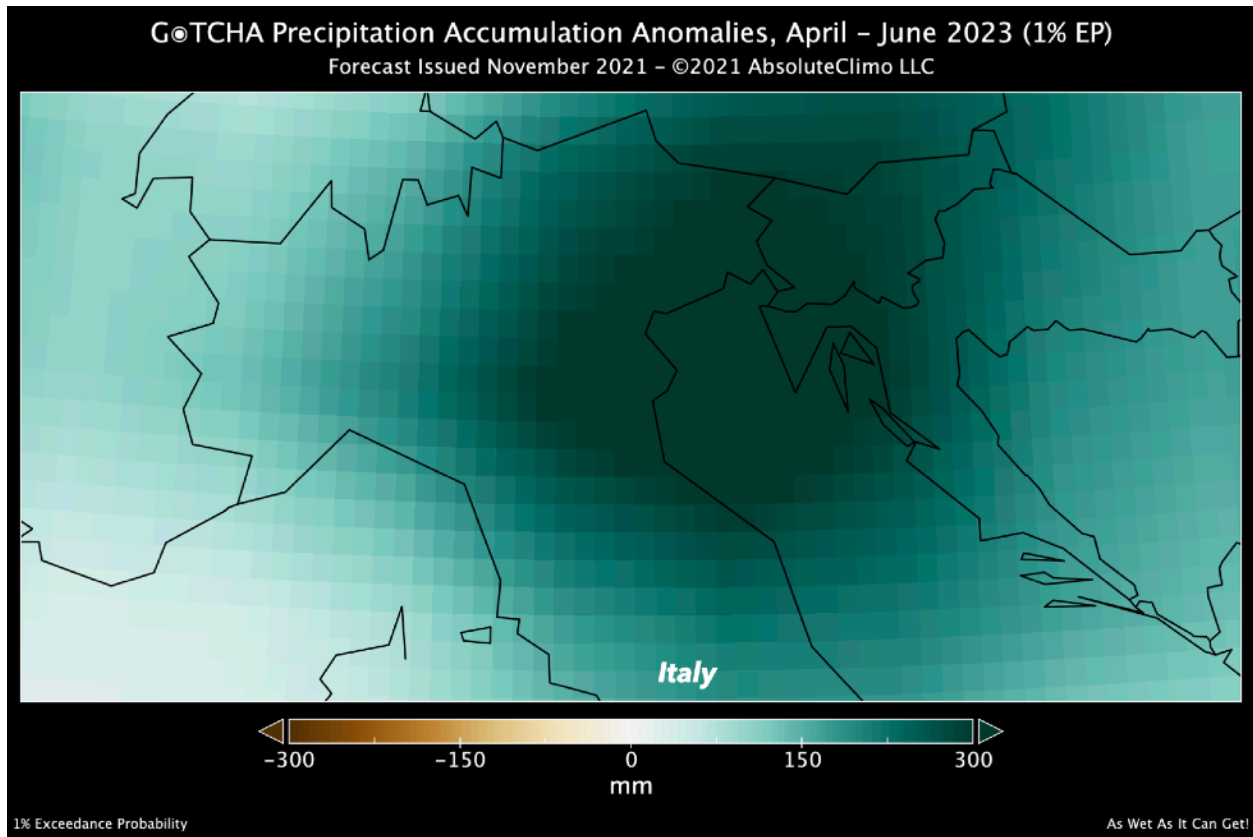 G◉TCHA Precipitation Accumulation Anomalies, April – June 2023 (1% EP)
Forecast Issued November 2021 – ©2021 AbsoluteClimo LLC
Italy
−300 −150 0 150 300
mm
1% Exceedance Probability
As Wet As It Can Get!